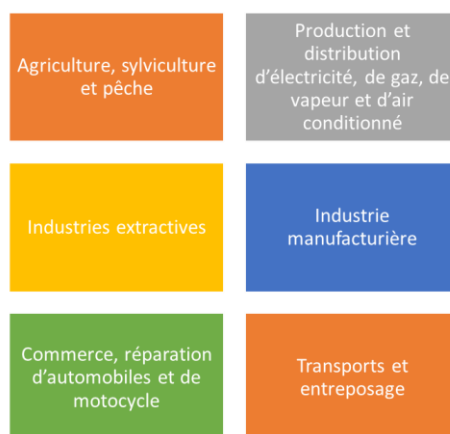 Agriculture, sylviculture
et pêche
Production et
distribution
d'électricité, de gaz, de
vapeur et d'air
conditionné
Industries extractives
Industrie
manufacturière
Commerce, réparation
d'automobiles et de
motocycle
Transports et
entreposage